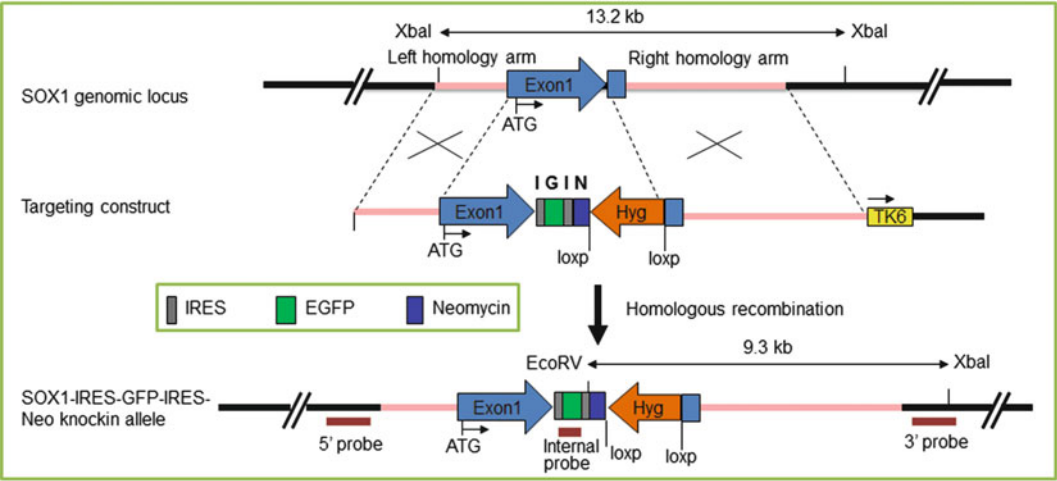 13.2 kb
XbaI XbaI
Left homology arm Right homology arm
SOX1 genomic locus
Exon1
ATG
I G I N
Targeting construct
Exon1 Hyg TK6
ATG
loxp loxp
IRES EGFP Neomycin
Homologous recombination
9.3 kb
EcoRV XbaI
SOX1-IRES-GFP-IRES-
Neo knockin allele
Exon1 Hyg
5' probe ATG Internal
probe loxp loxp 3' probe